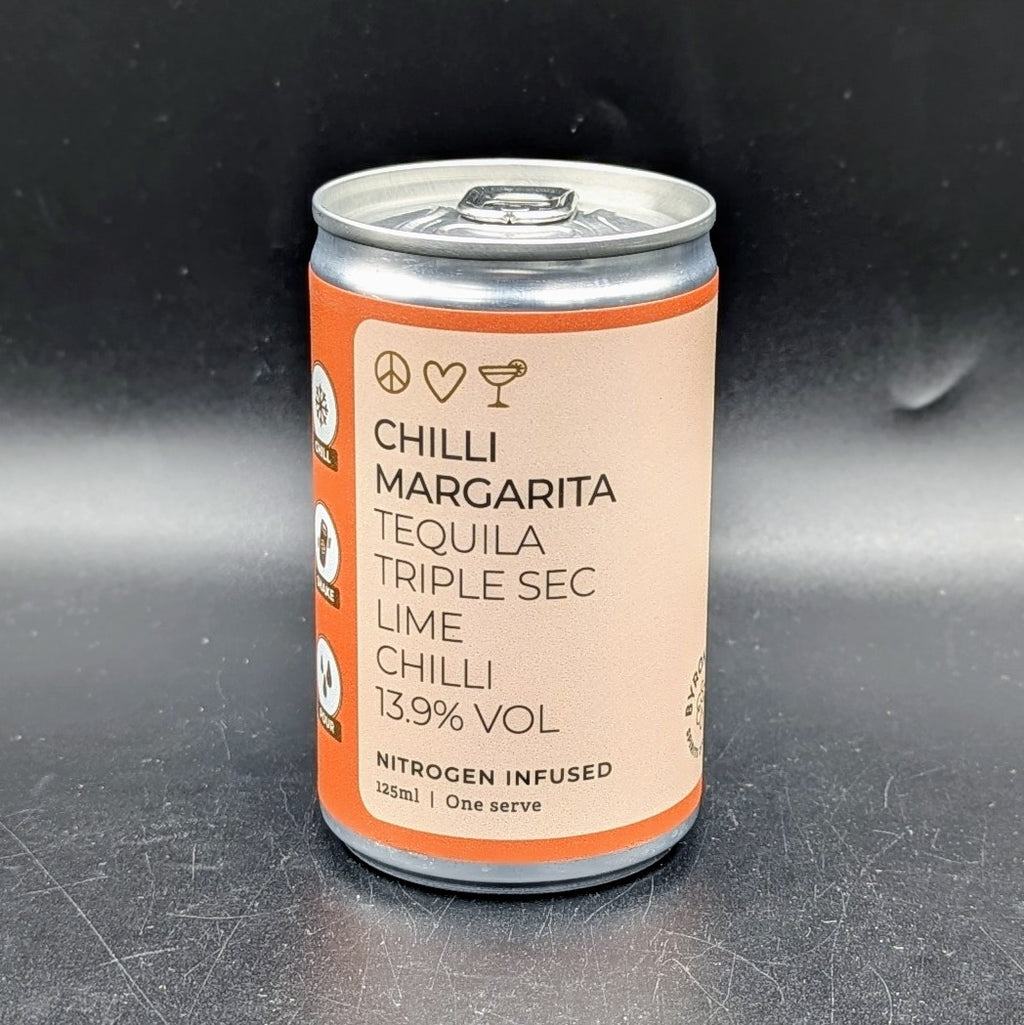 CHILLI
MARGARITA
TEQUILA
TRIPLE SEC
LIME
CHILLI
13.9% VOL
NITROGEN INFUSED
125ml | One serve
CHILL
SHAKE
POUR